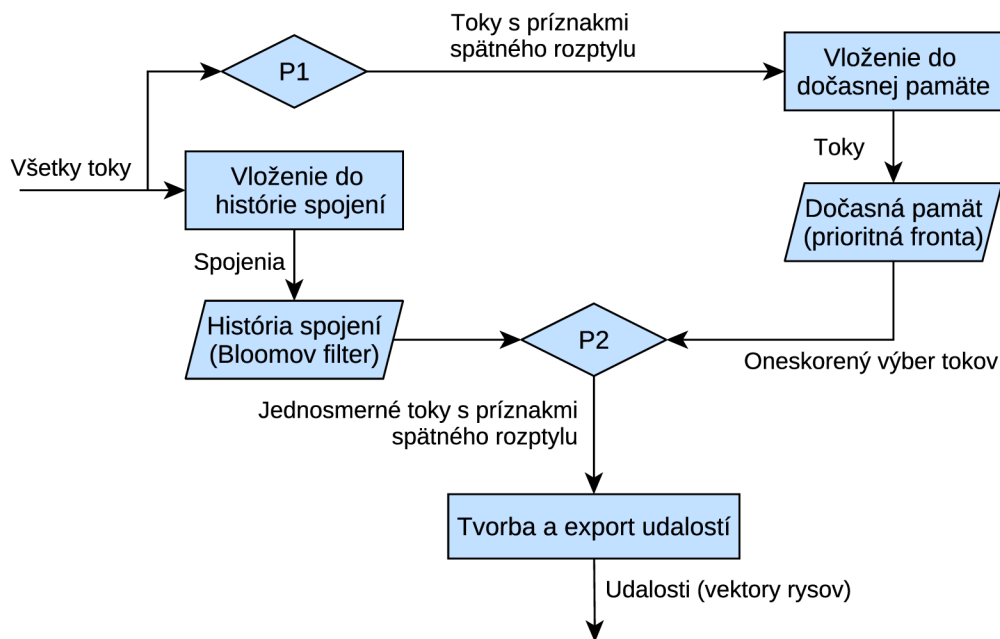 Toky s príznakmi
spätného rozptylu
P1
Vloženie do
dočasnej pamäte
Všetky toky
Vloženie do
histórie spojení
Toky
Dočasná pamät
(prioritná fronta)
Spojenia
História spojení
(Bloomov filter)
P2
Oneskorený výber tokov
Jednosmerné toky s príznakmi
spätného rozptylu
Tvorba a export udalostí
Udalosti (vektory rysov)